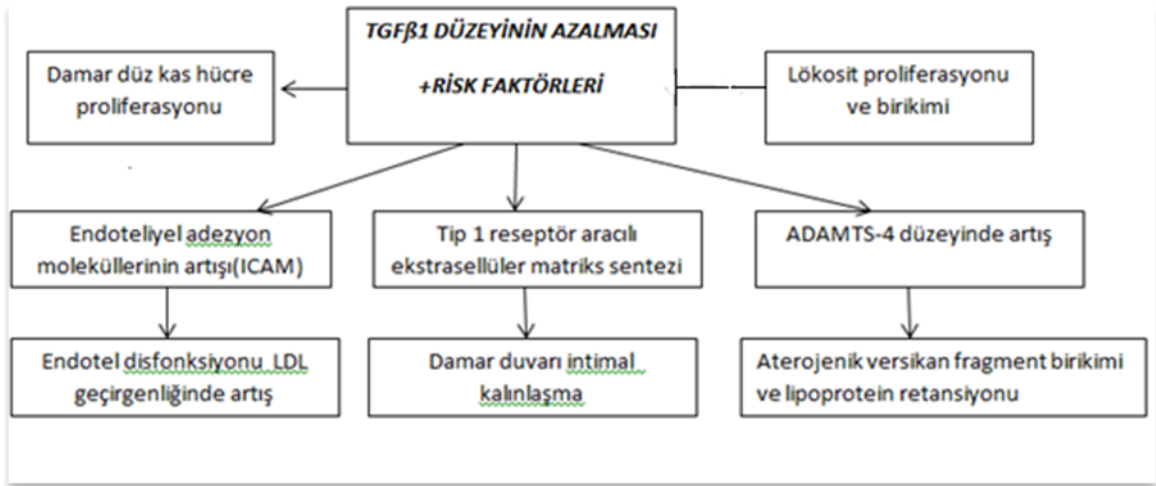 TGFß1 DÜZEYİNİN AZALMASI
+RİSK FAKTÖRLERİ
Damar düz kas hücre
proliferasyonu
Lökosit proliferasyonu
ve birikimi
Endoteliyel adezyon
moleküllerinin artışı(ICAM)
Tip 1 reseptör aracılı
ekstrasellüler matriks sentezi
ADAMTS-4 düzeyinde artış
Endotel disfonksiyonu LDL
geçirgenliğinde artış
Damar duvarı intimal
kalınlaşma
Aterojenik versikan fragment birikimi
ve lipoprotein retansiyonu